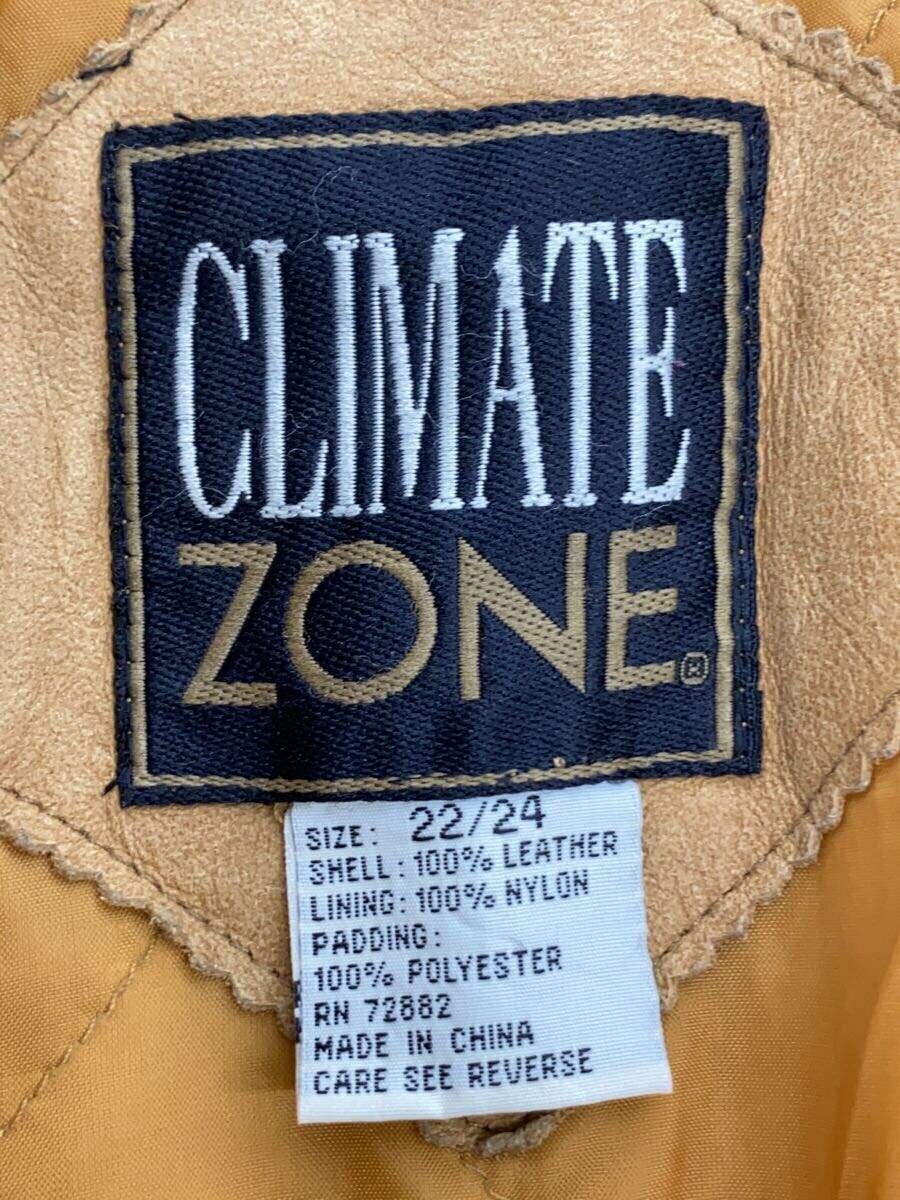 CLIMATE
ZONE®
SIZE: 22/24
SHELL: 100% LEATHER
LINING: 100% NYLON
PADDING:
100% POLYESTER
RN 72882
MADE IN CHINA
CARE SEE REVERSE